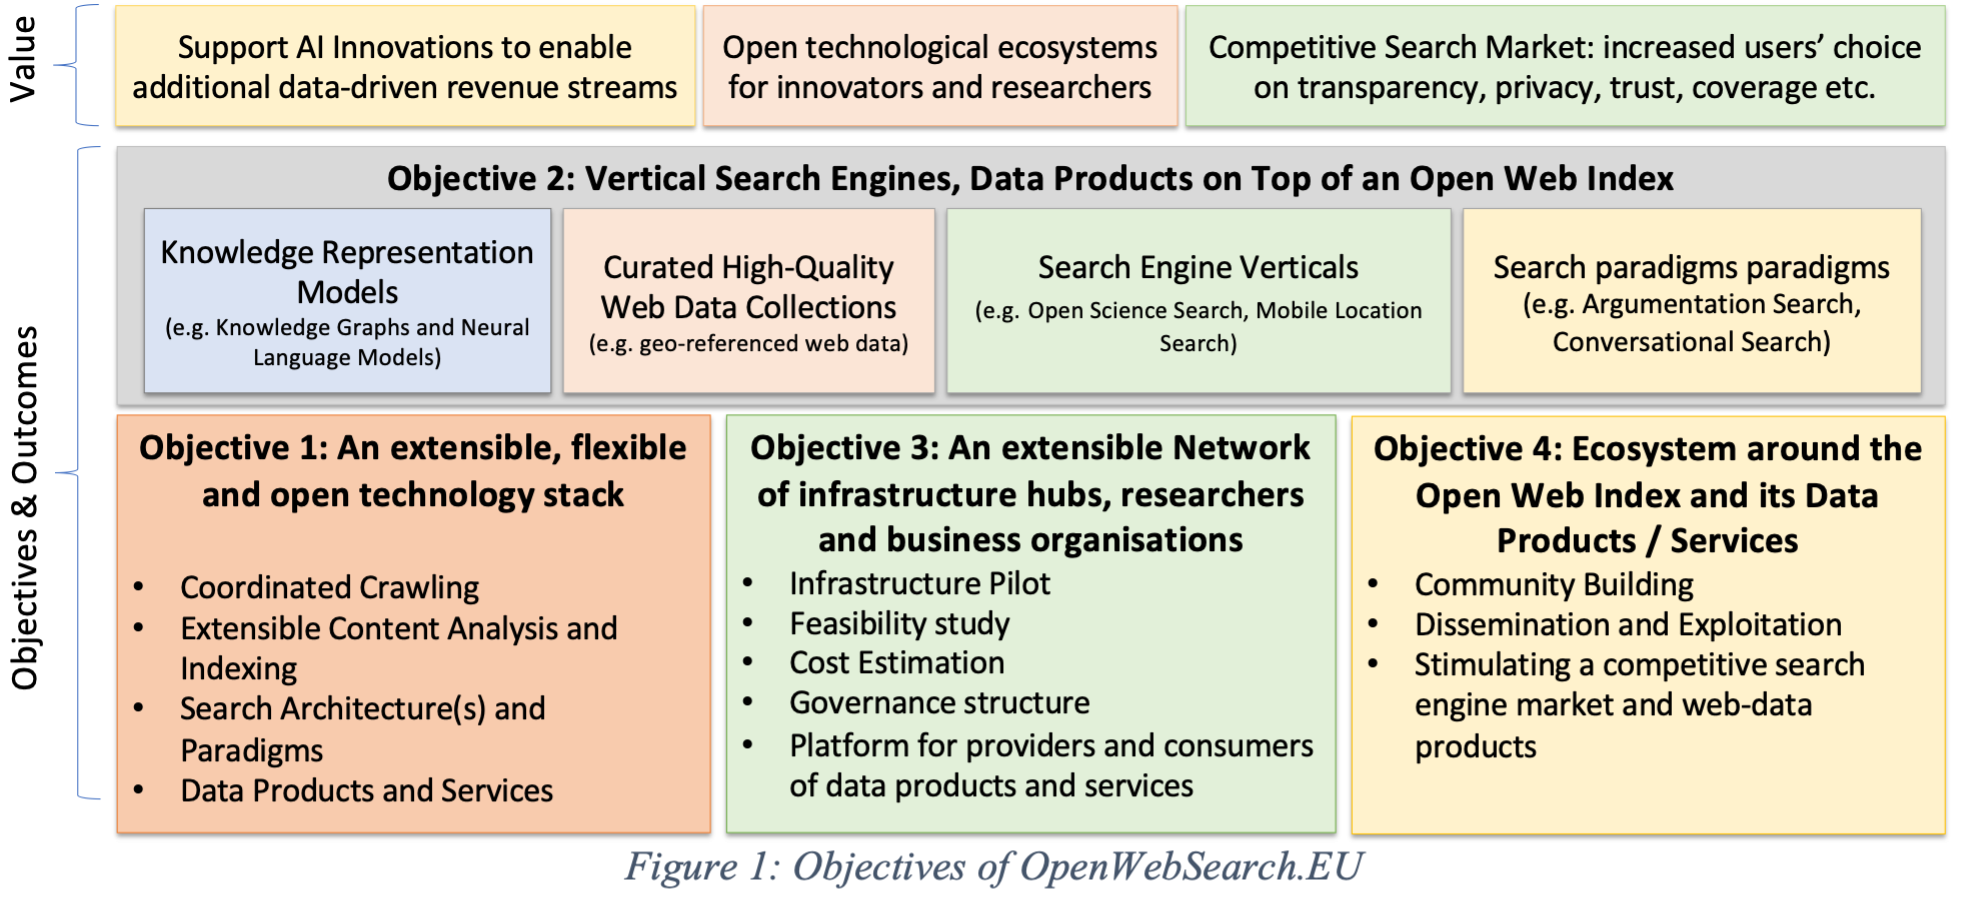 Value
Support AI Innovations to enable
additional data-driven revenue streams
Open technological ecosystems
for innovators and researchers
Competitive Search Market: increased users’ choice
on transparency, privacy, trust, coverage etc.
Objectives & Outcomes
Objective 2: Vertical Search Engines, Data Products on Top of an Open Web Index
Knowledge Representation
Models
(e.g. Knowledge Graphs and Neural
Language Models)
Curated High-Quality
Web Data Collections
(e.g. geo-referenced web data)
Search Engine Verticals
(e.g. Open Science Search, Mobile Location
Search)
Search paradigms paradigms
(e.g. Argumentation Search,
Conversational Search)
Objective 1: An extensible, flexible
and open technology stack
• Coordinated Crawling
• Extensible Content Analysis and
Indexing
• Search Architecture(s) and
Paradigms
• Data Products and Services
Objective 3: An extensible Network
of infrastructure hubs, researchers
and business organisations
• Infrastructure Pilot
• Feasibility study
• Cost Estimation
• Governance structure
• Platform for providers and consumers
of data products and services
Objective 4: Ecosystem around the
Open Web Index and its Data
Products / Services
• Community Building
• Dissemination and Exploitation
• Stimulating a competitive search
engine market and web-data
products
Figure 1: Objectives of OpenWebSearch.EU